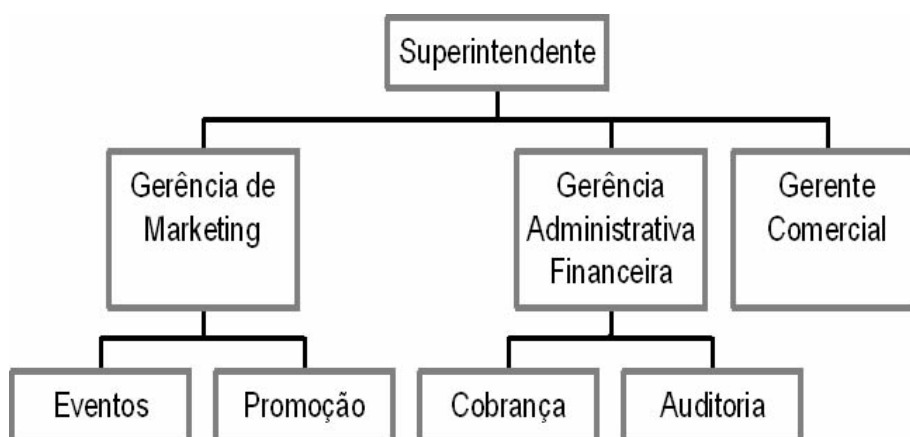 Superintendente
Gerência de
Marketing
Gerência
Administrativa
Financeira
Gerente
Comercial
Eventos
Promoção
Cobrança
Auditoria